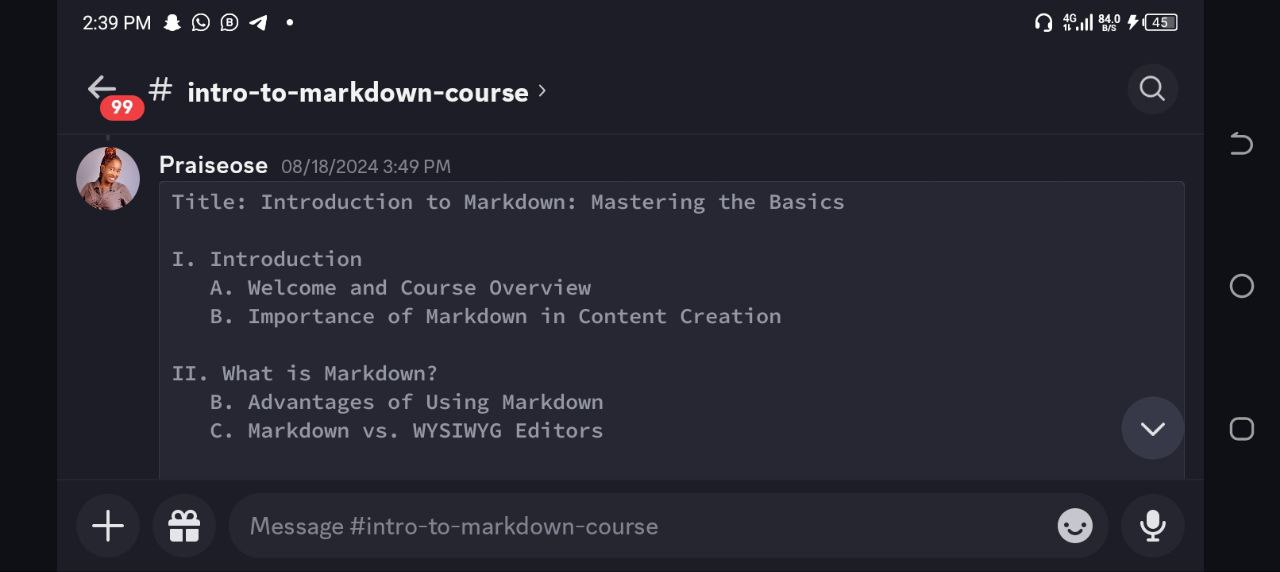 2:39 PM
4G 84.0 B/S 45
99
# intro-to-markdown-course
Praiseose 08/18/2024 3:49 PM
Title: Introduction to Markdown: Mastering the Basics
I. Introduction
A. Welcome and Course Overview
B. Importance of Markdown in Content Creation
II. What is Markdown?
B. Advantages of Using Markdown
C. Markdown vs. WYSIWYG Editors
Message #intro-to-markdown-course